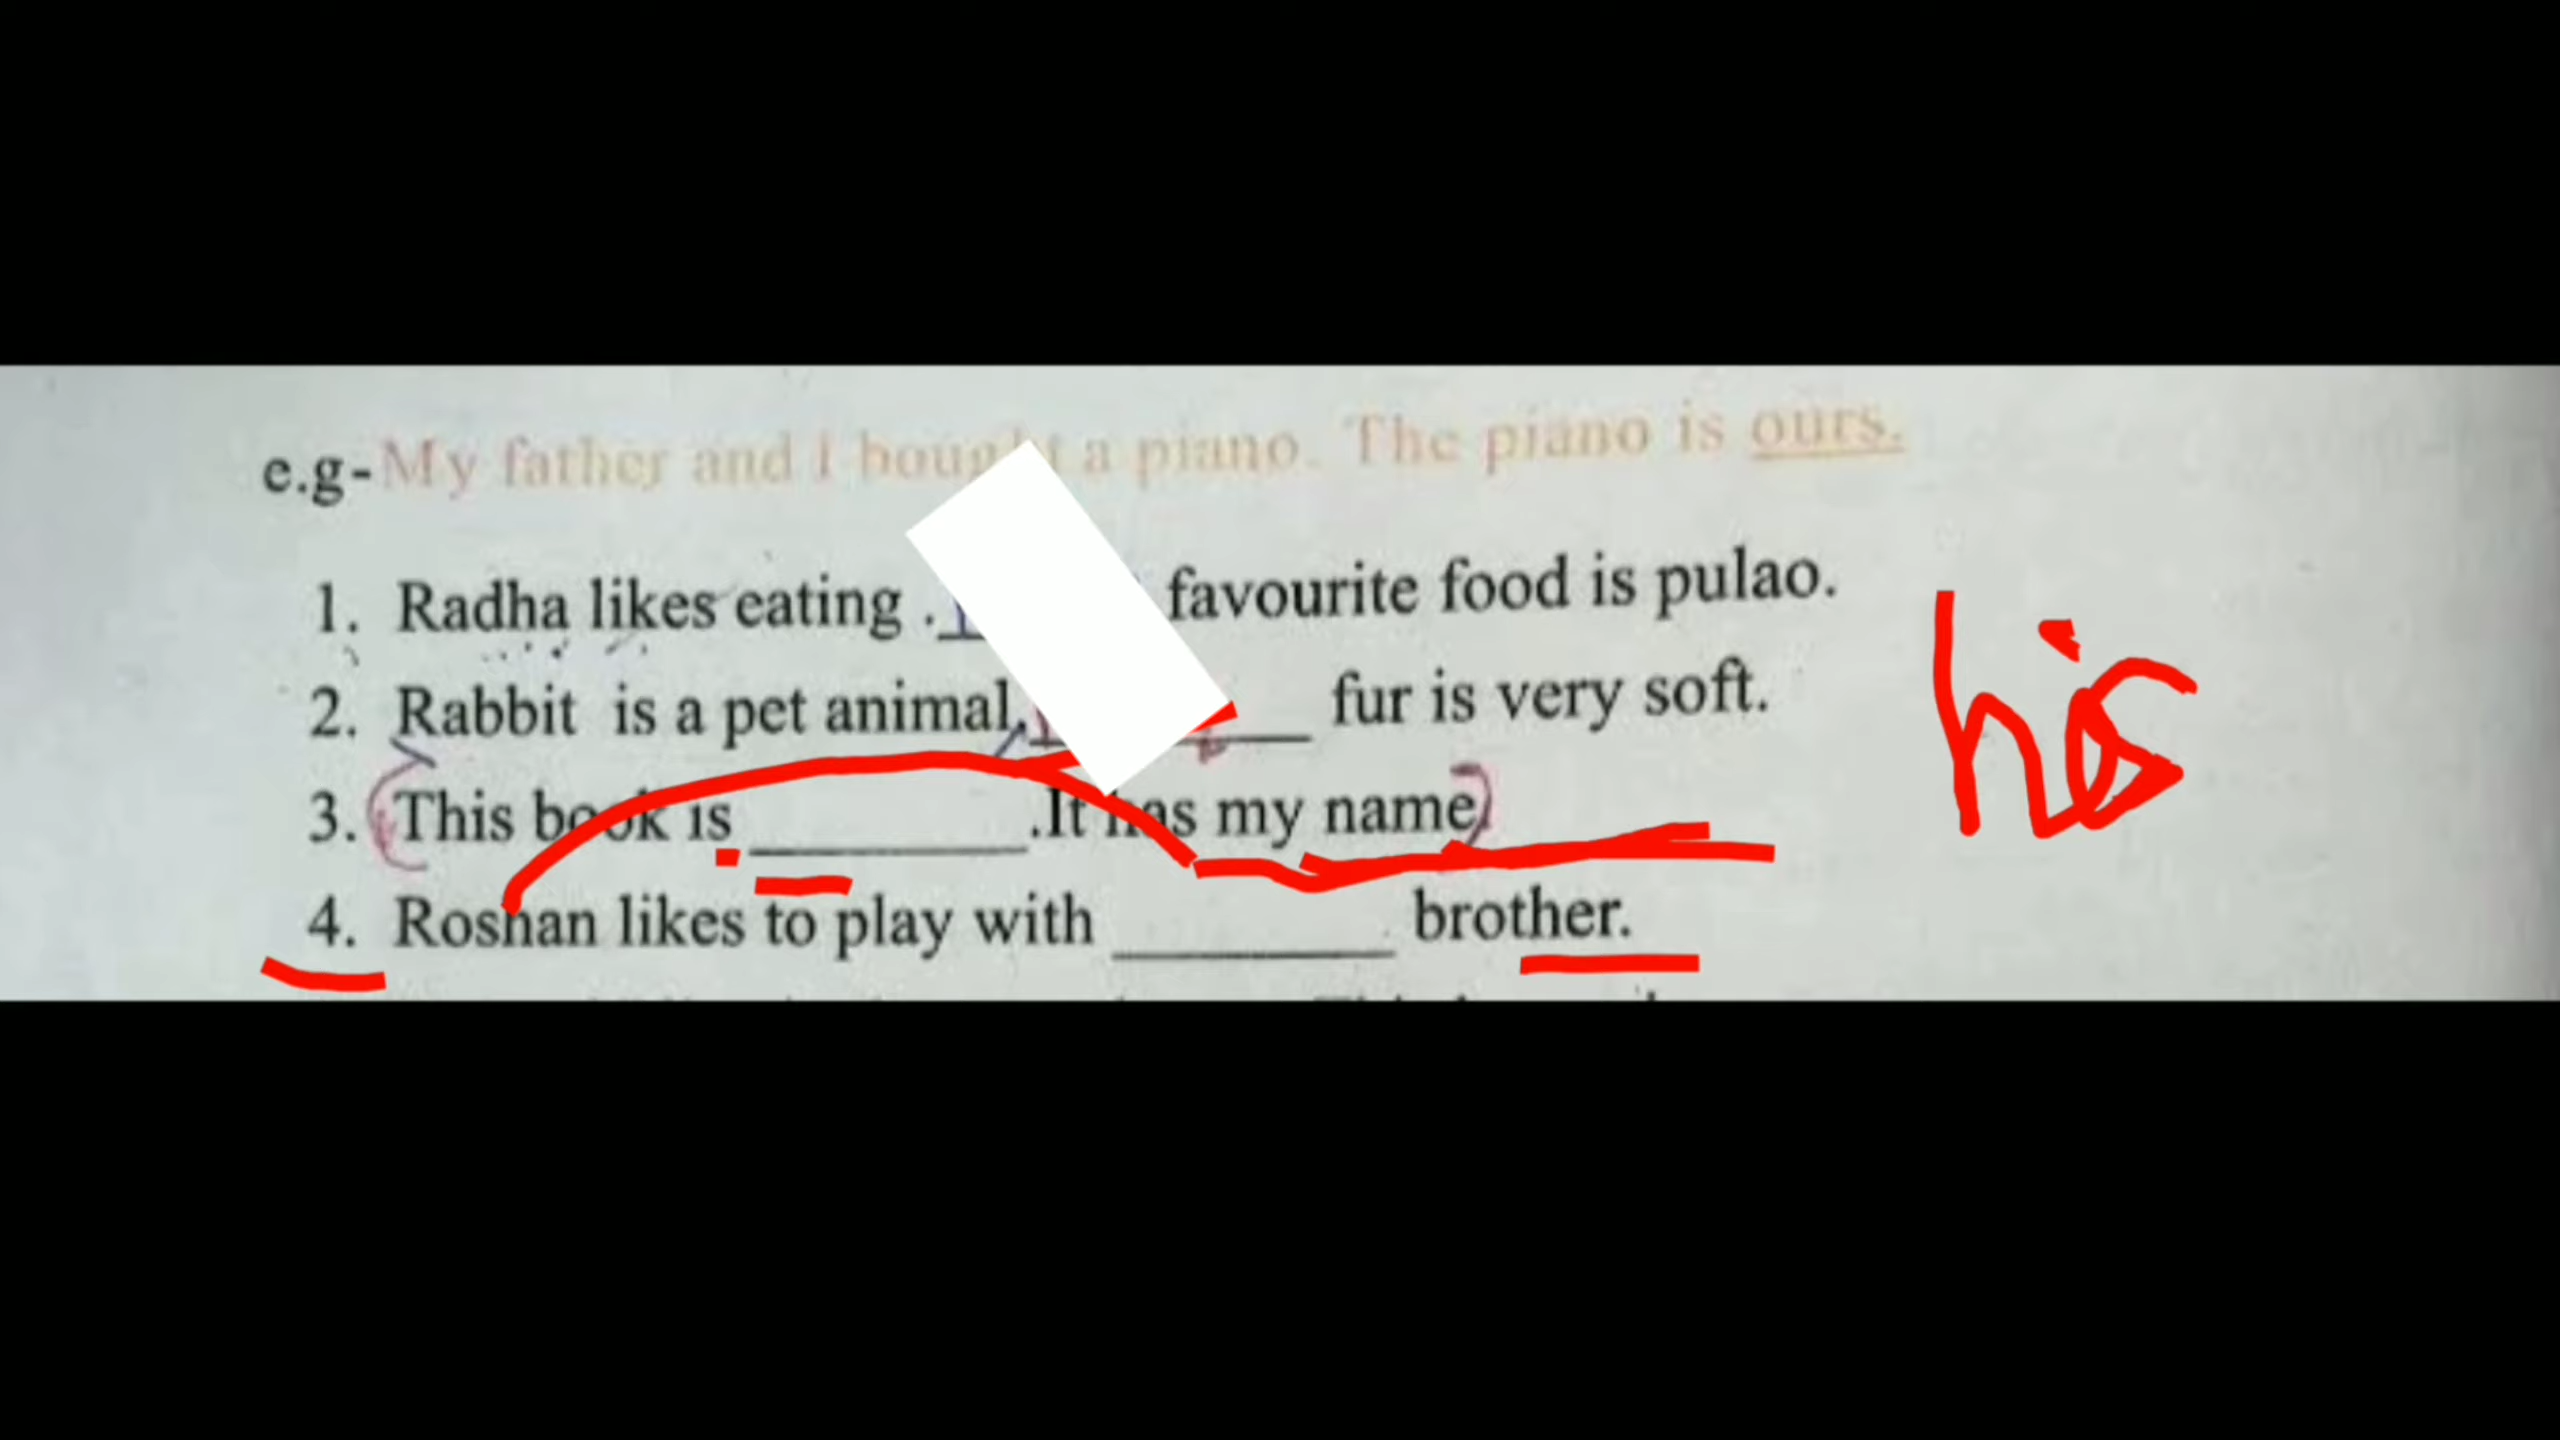 e.g-My father and I bought a piano. The piano is ours.
1. Radha likes eating . favourite food is pulao.
2. Rabbit is a pet animal. fur is very soft.
3. This book is ________.It has my name
4. Roshan likes to play with ________ brother.
his